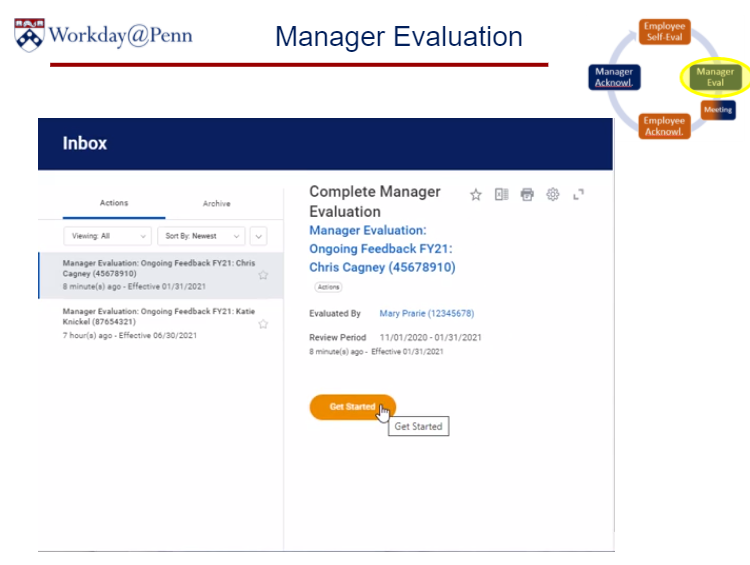 Workday@Penn
Manager Evaluation
Employee
Self-Eval
Manager
Acknowl.
Manager
Eval
Meeting
Employee
Acknowl.
Inbox
Actions
Archive
Viewing: All
Sort By: Newest
Manager Evaluation: Ongoing Feedback FY21: Chris
Cagney (45678910)
8 minute(s) ago - Effective 01/31/2021
Manager Evaluation: Ongoing Feedback FY21: Katie
Knickel (87654321)
7 hour(s) ago - Effective 06/30/2021
Complete Manager
Evaluation
Manager Evaluation:
Ongoing Feedback FY21:
Chris Cagney (45678910)
Actions
Evaluated By Mary Prarie (12345678)
Review Period 11/01/2020 - 01/31/2021
8 minute(s) ago - Effective 01/31/2021
Get Started
Get Started